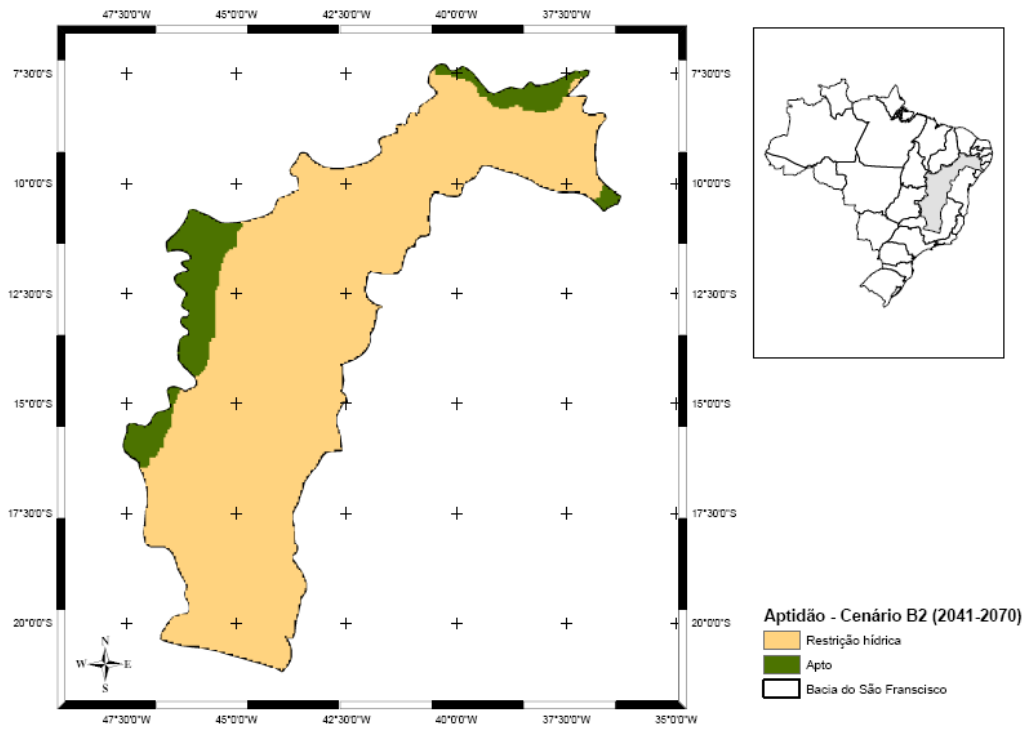 47°30'0"W 45°0'0"W 42°30'0"W 40°0'0"W 37°30'0"W
7°30'0"S 7°30'0"S
10°0'0"S 10°0'0"S
12°30'0"S 12°30'0"S
15°0'0"S 15°0'0"S
17°30'0"S 17°30'0"S
20°0'0"S 20°0'0"S
N
W E
S
47°30'0"W 45°0'0"W 42°30'0"W 40°0'0"W 37°30'0"W 35°0'0"W
Aptidão - Cenário B2 (2041-2070)
Restrição hídrica
Apto
Bacia do São Franscisco